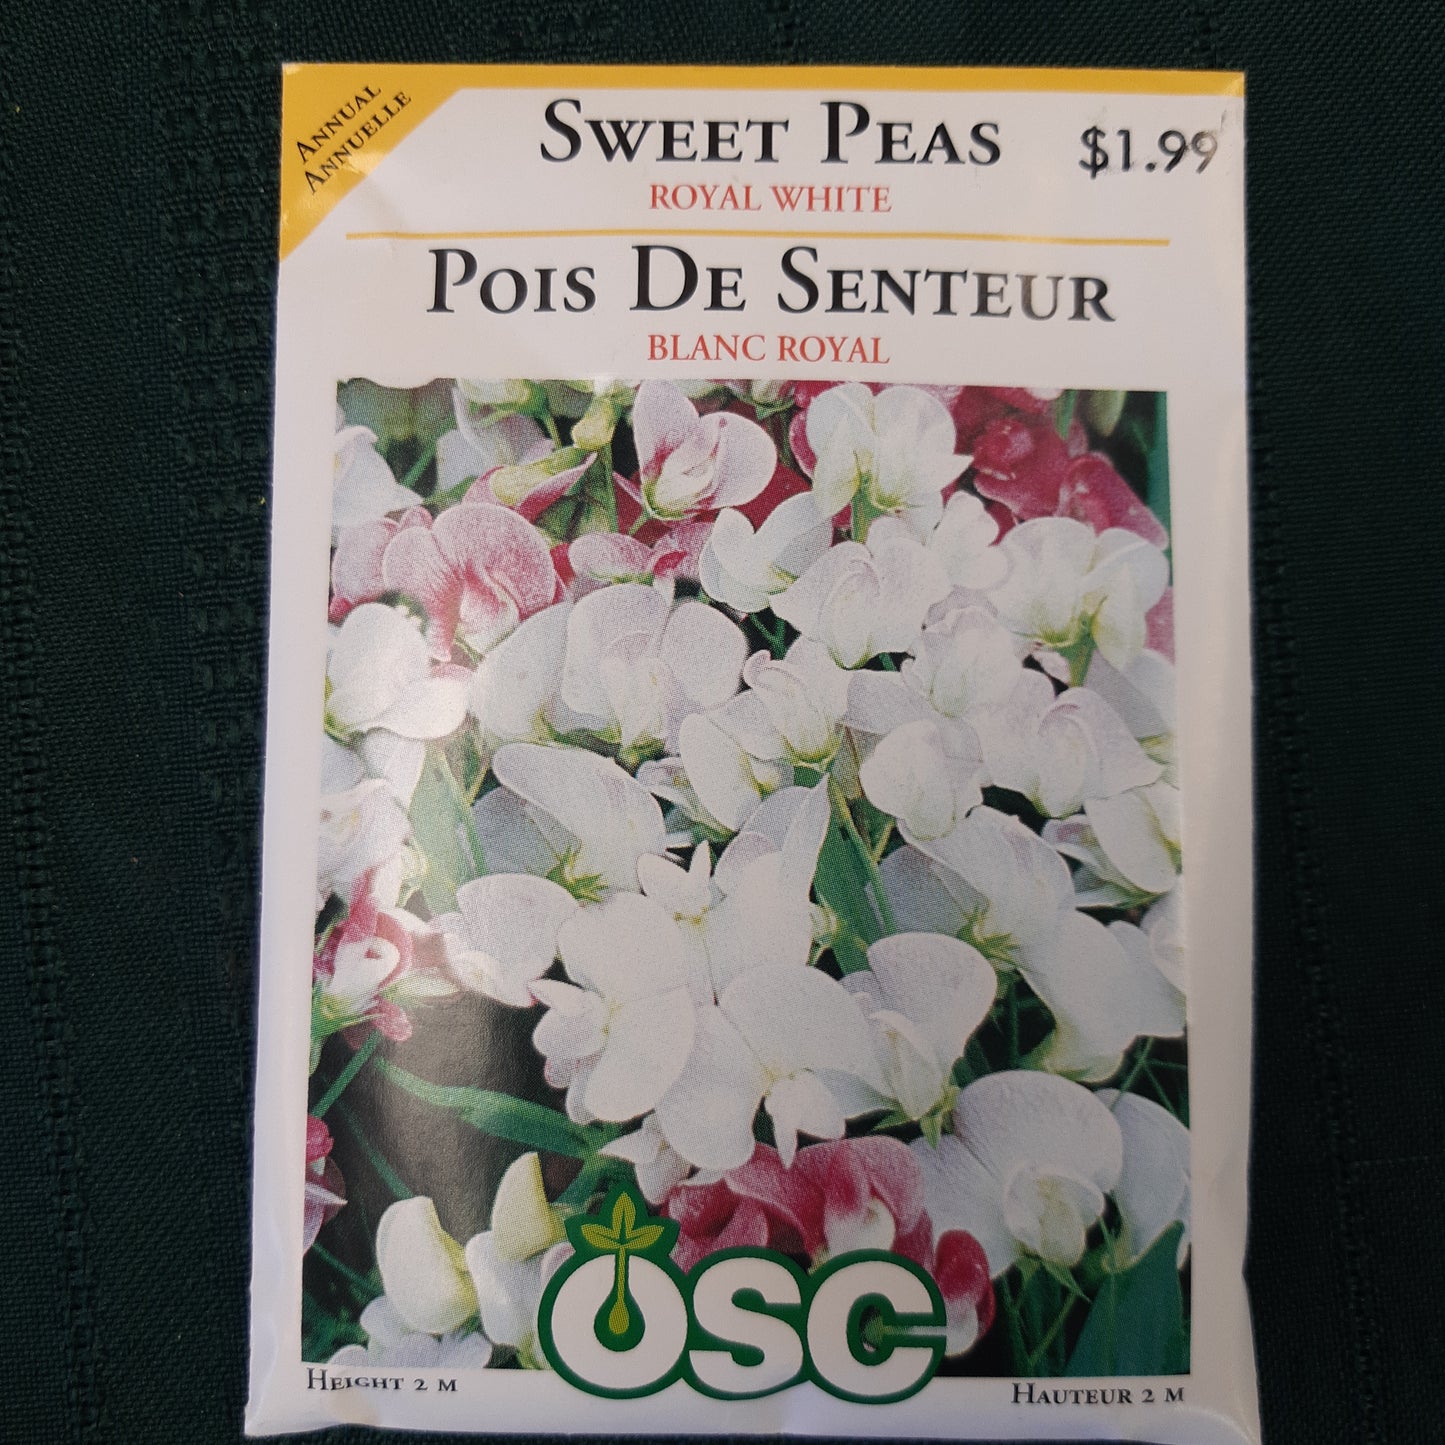 ANNUAL
ANNUELLE
SWEET PEAS
$1.99
ROYAL WHITE
POIS DE SENTEUR
BLANC ROYAL
OSC
HEIGHT 2 M
HAUTEUR 2 M